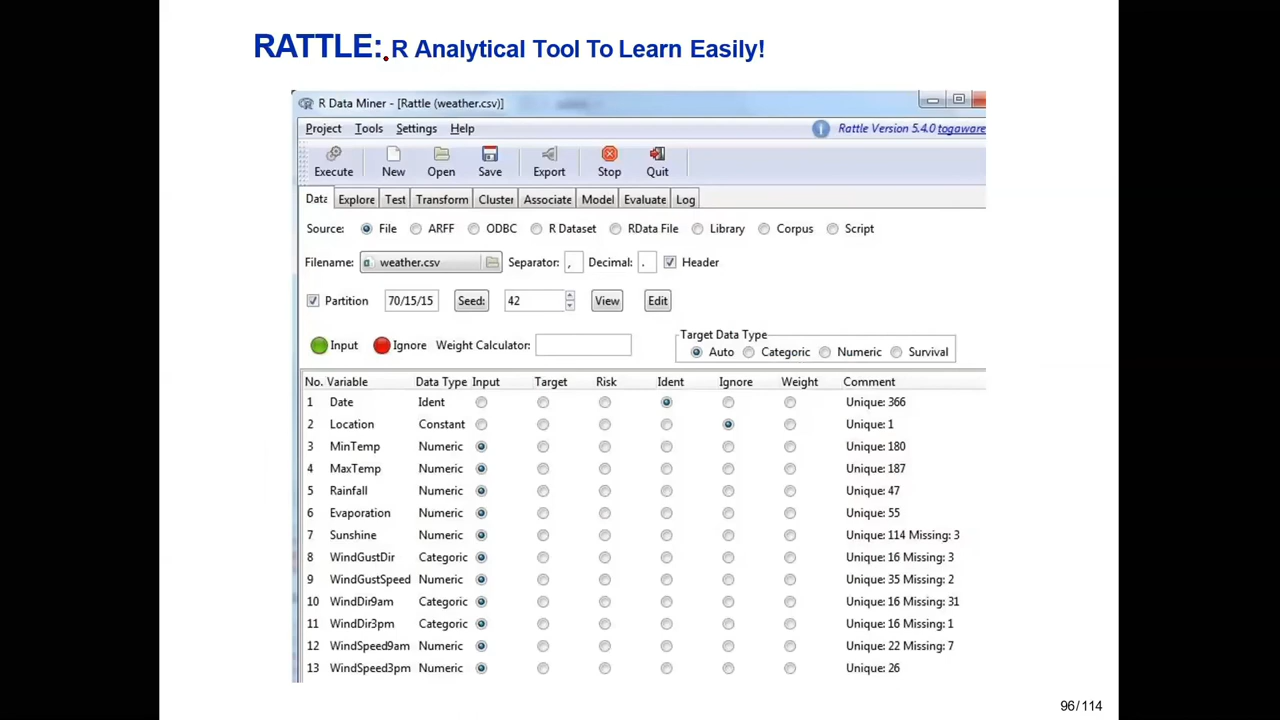 RATTLE: R Analytical Tool To Learn Easily!
R Data Miner - [Rattle (weather.csv)]
Project Tools Settings Help Rattle Version 5.4.0 togaware
Execute New Open Save Export Stop Quit
Data Explore Test Transform Cluster Associate Model Evaluate Log
Source: File ARFF ODBC R Dataset RData File Library Corpus Script
Filename: weather.csv Separator: , Decimal: . Header
Partition 70/15/15 Seed: 42 View Edit
Target Data Type
Input Ignore Weight Calculator: Auto Categoric Numeric Survival
No. Variable Data Type Input Target Risk Ident Ignore Weight Comment
1 Date Ident Unique: 366
2 Location Constant Unique: 1
3 MinTemp Numeric Unique: 180
4 MaxTemp Numeric Unique: 187
5 Rainfall Numeric Unique: 47
6 Evaporation Numeric Unique: 55
7 Sunshine Numeric Unique: 114 Missing: 3
8 WindGustDir Categoric Unique: 16 Missing: 3
9 WindGustSpeed Numeric Unique: 35 Missing: 2
10 WindDir9am Categoric Unique: 16 Missing: 31
11 WindDir3pm Categoric Unique: 16 Missing: 1
12 WindSpeed9am Numeric Unique: 22 Missing: 7
13 WindSpeed3pm Numeric Unique: 26
96/114